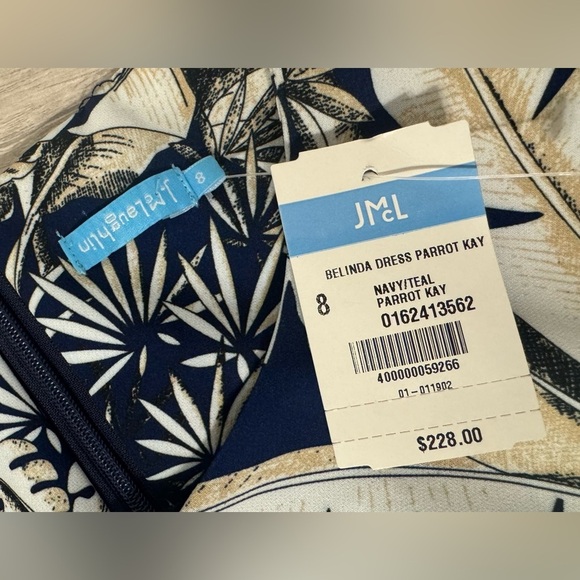 J.McLaughlin
8
JMcL
BELINDA DRESS PARROT KAY
8
NAVY/TEAL
PARROT KAY
0162413562
400000059266
01-011902
$228.00